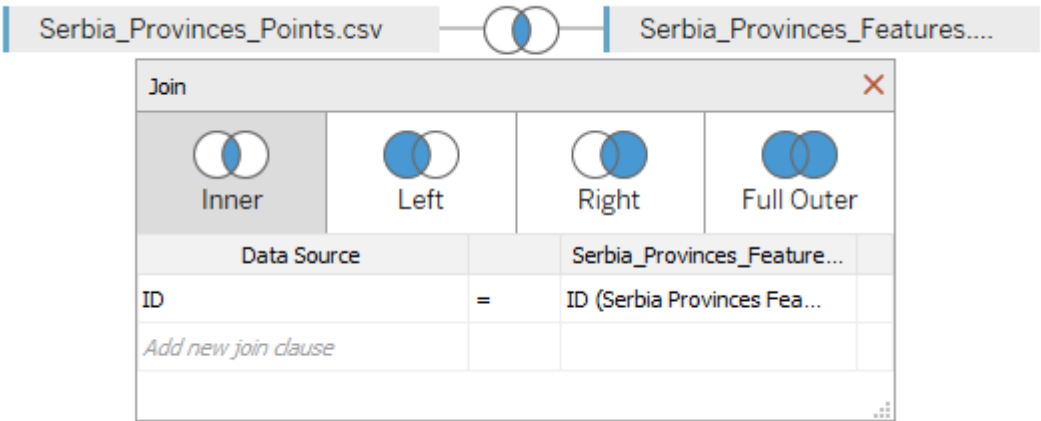 Serbia_Provinces_Points.csv Serbia_Provinces_Features....
Join
Inner Left Right Full Outer
Data Source Serbia_Provinces_Feature...
ID = ID (Serbia Provinces Fea...
Add new join clause